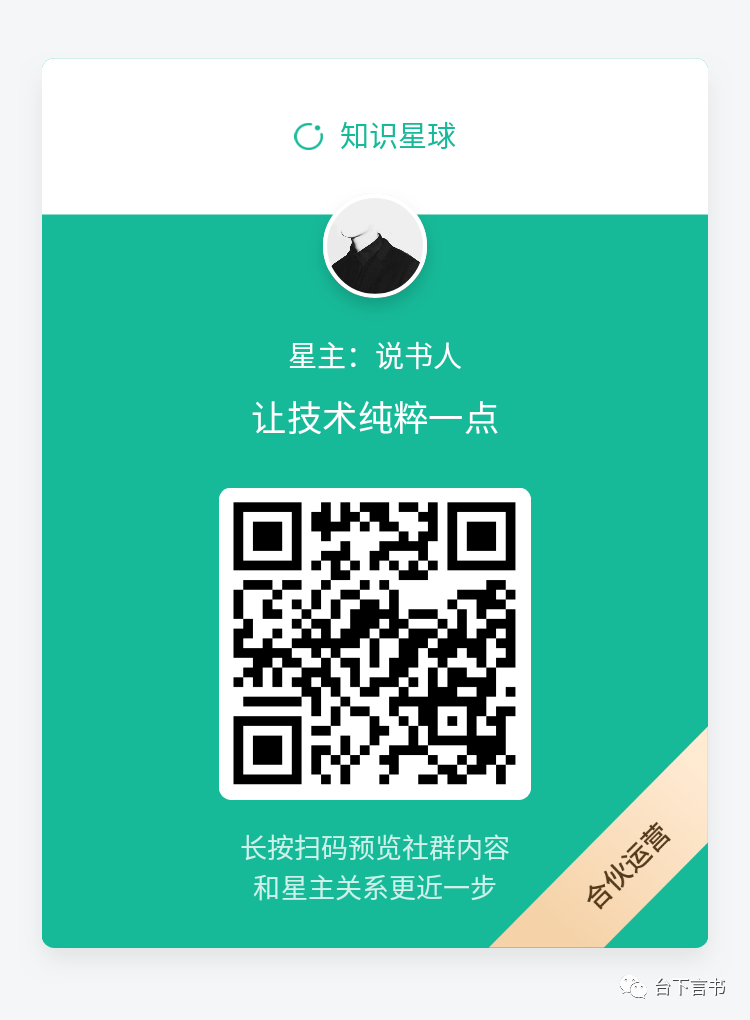 知识星球
星主：说书人
让技术纯粹一点
长按扫码预览社群内容
和星主关系更近一步
合伙运营
台下言书